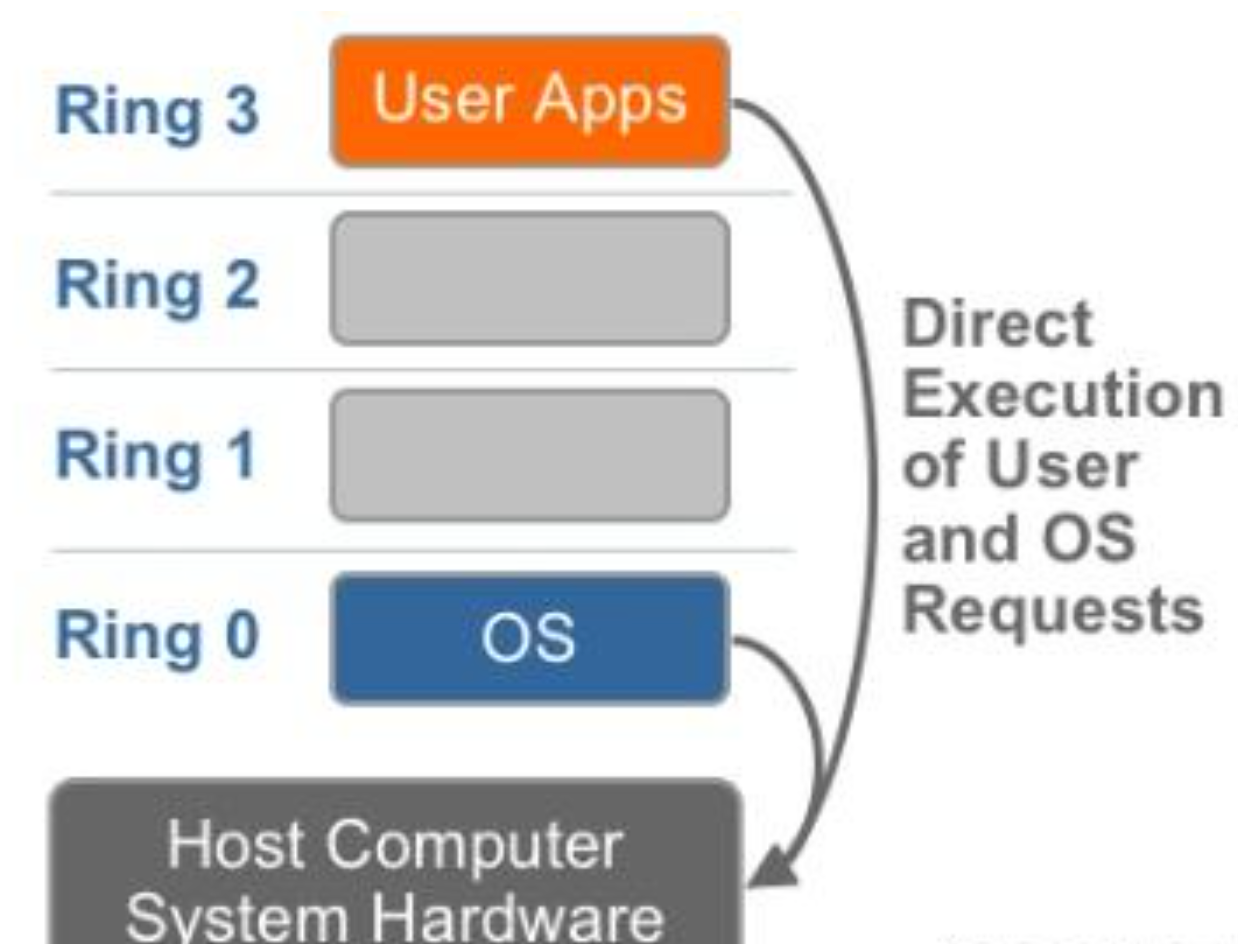 Ring 3
User Apps
Ring 2
Ring 1
Ring 0
OS
Direct
Execution
of User
and OS
Requests
Host Computer
System Hardware